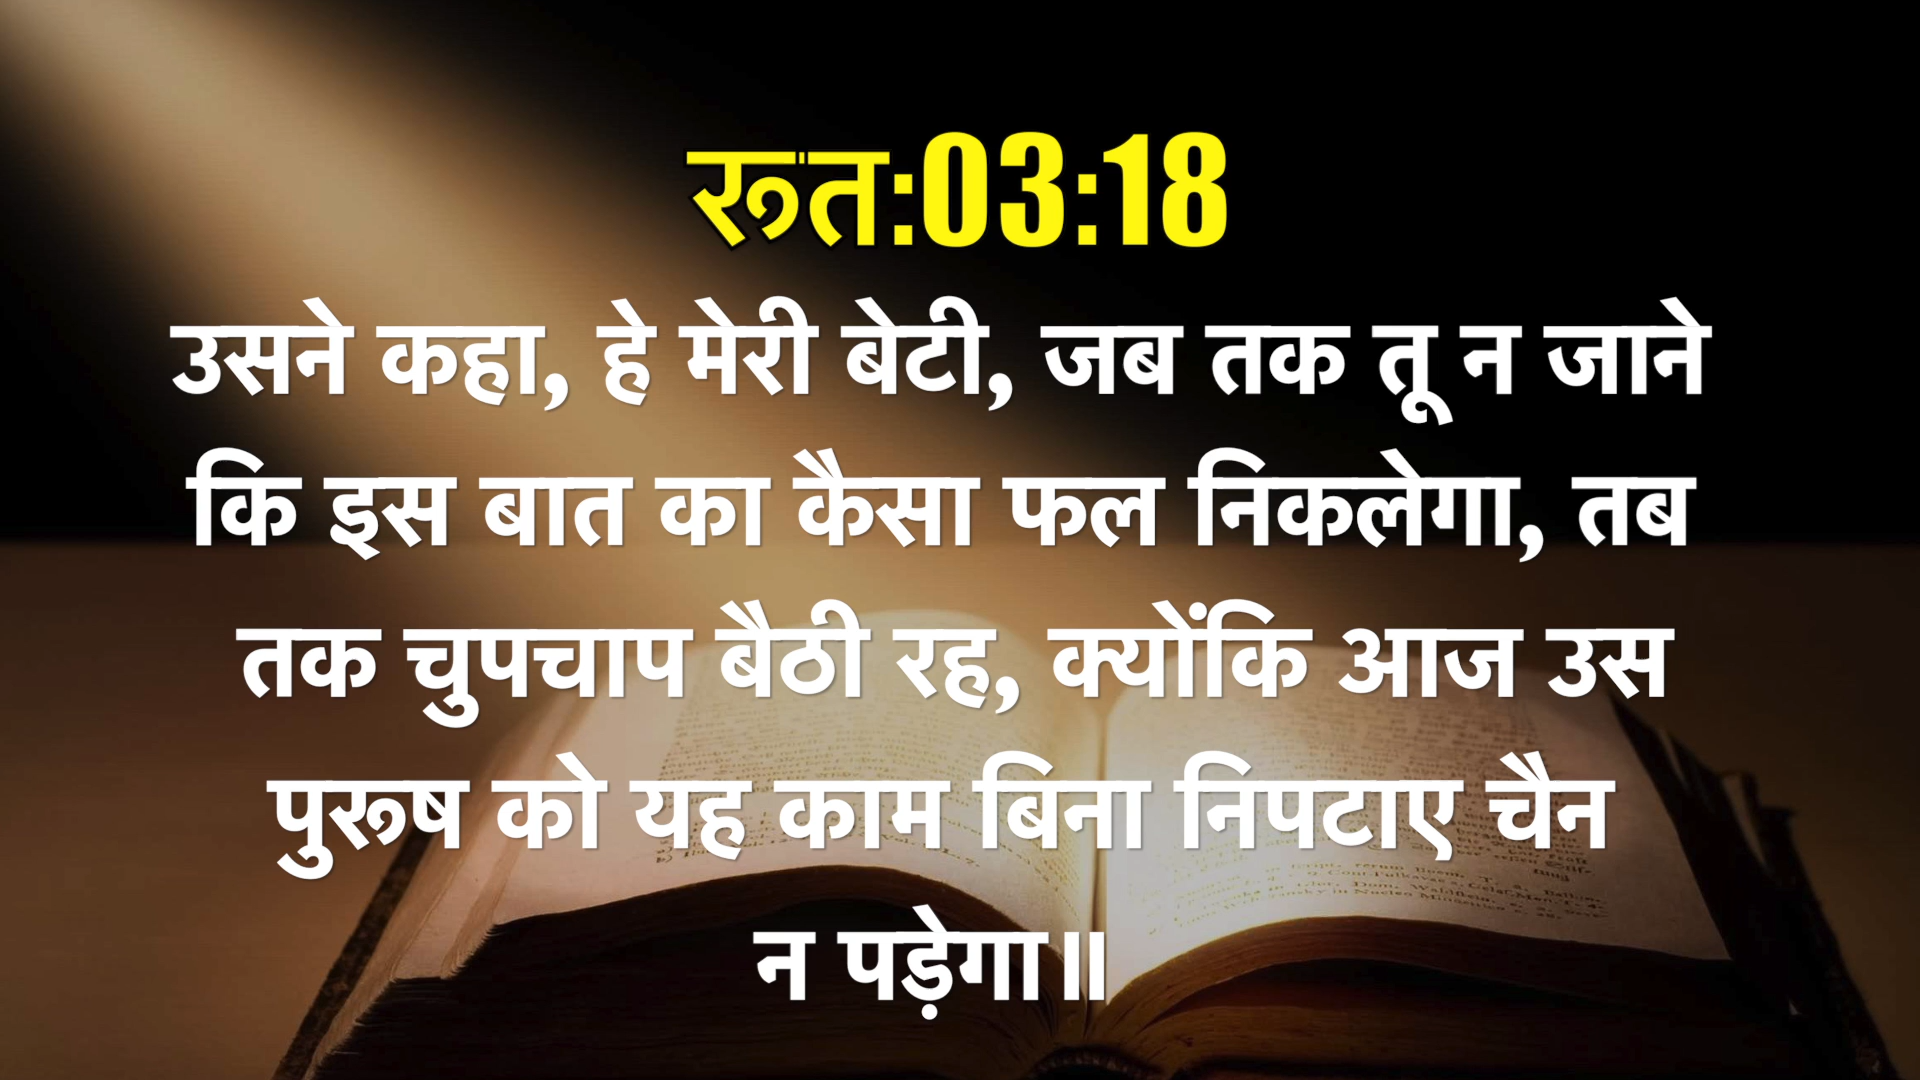 रूत:03:18
उसने कहा, हे मेरी बेटी, जब तक तू न जाने
कि इस बात का कैसा फल निकलेगा, तब
तक चुपचाप बैठी रह, क्योंकि आज उस
पुरूष को यह काम बिना निपटाए चैन
न पड़ेगा॥